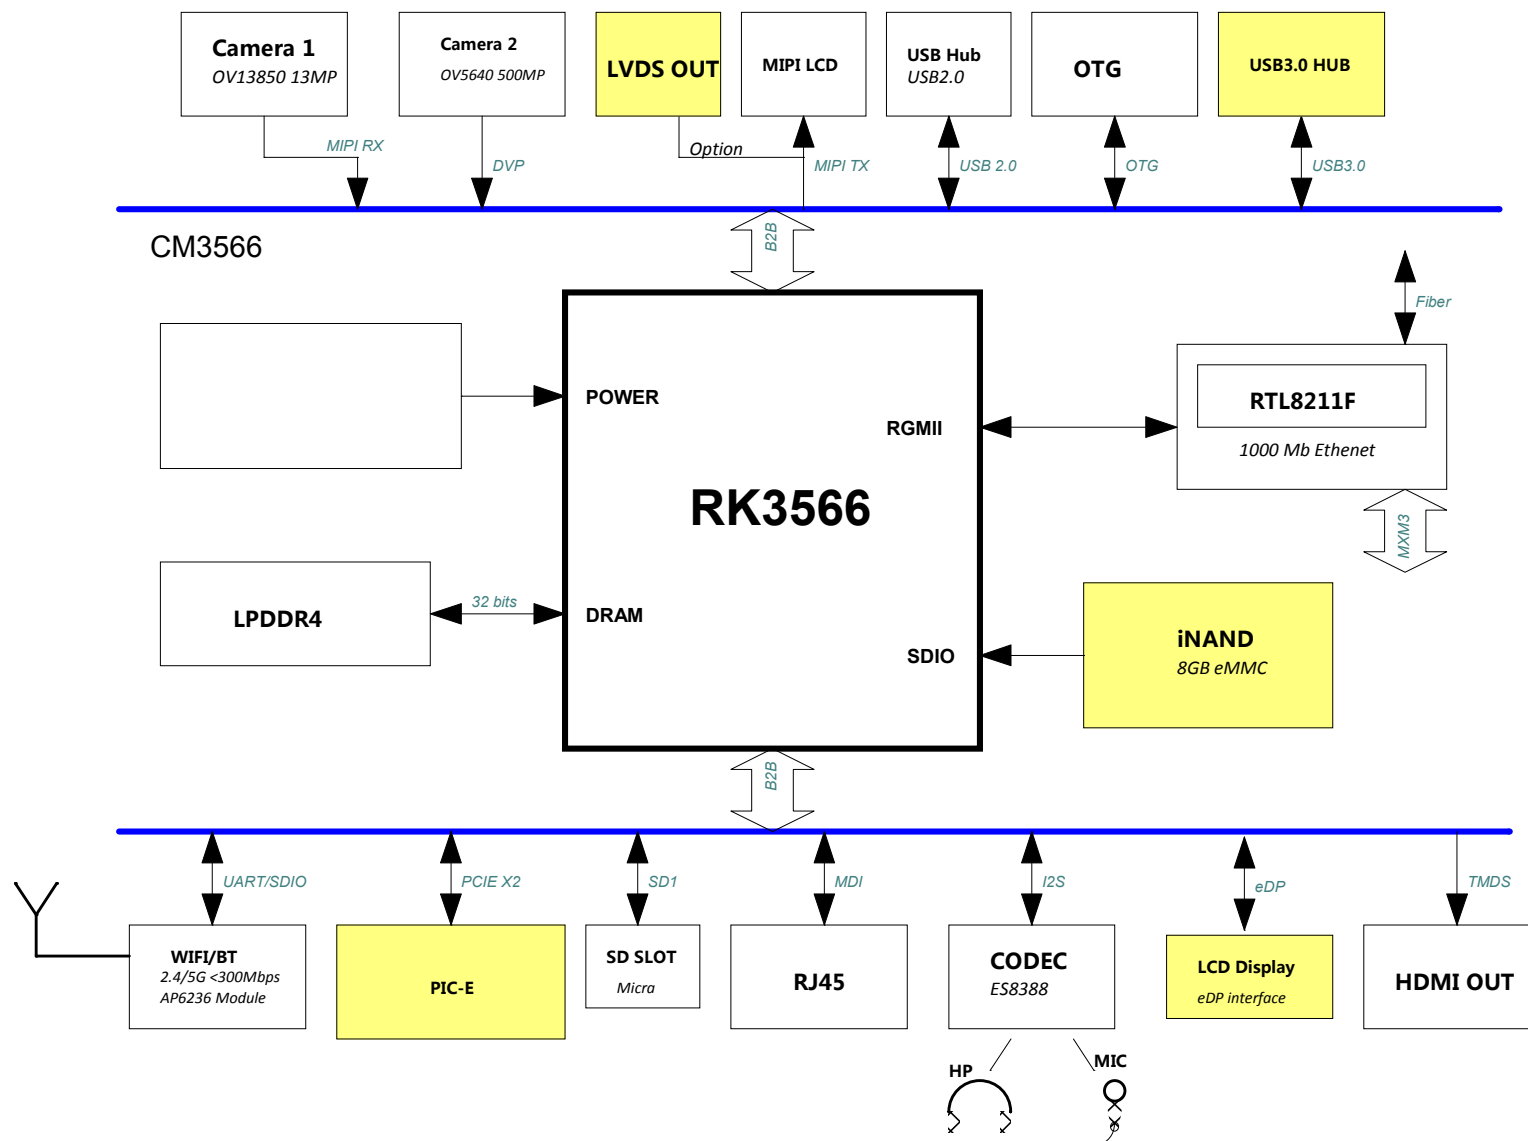 Camera 1
OV13850 13MP
Camera 2
OV5640 500MP
LVDS OUT
MIPI LCD
USB Hub
USB2.0
OTG
USB3.0 HUB
MIPI RX
DVP
Option
MIPI TX
USB 2.0
OTG
USB3.0
B2B
CM3566
Fiber
POWER
RGMII
RTL8211F
1000 Mb Ethenet
RK3566
MXM3
LPDDR4
32 bits
DRAM
SDIO
iNAND
8GB eMMC
B2B
UART/SDIO
PCIE X2
SD1
MDI
I2S
eDP
TMDS
WIFI/BT
2.4/5G <300Mbps
AP6236 Module
PIC-E
SD SLOT
Micra
RJ45
CODEC
ES8388
LCD Display
eDP interface
HDMI OUT
HP
MIC